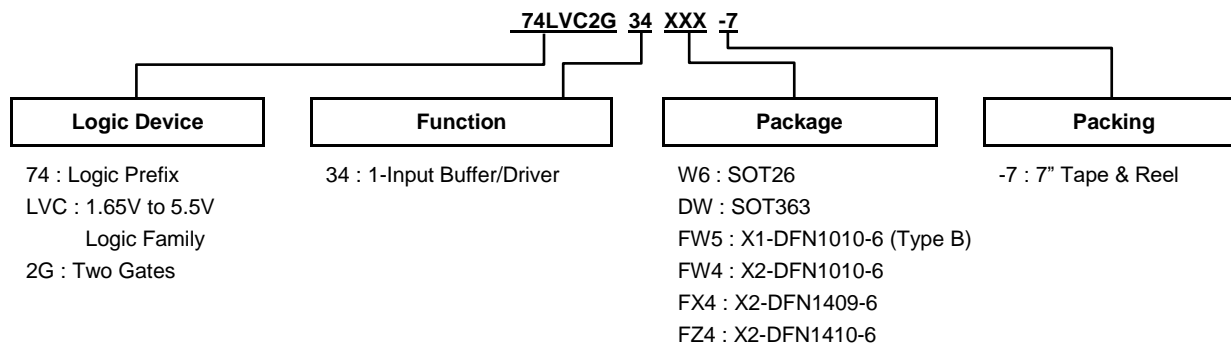 74LVC2G 34 XXX -7
Logic Device
Function
Package
Packing
74 : Logic Prefix
LVC : 1.65V to 5.5V
Logic Family
2G : Two Gates
34 : 1-Input Buffer/Driver
W6 : SOT26
DW : SOT363
FW5 : X1-DFN1010-6 (Type B)
FW4 : X2-DFN1010-6
FX4 : X2-DFN1409-6
FZ4 : X2-DFN1410-6
-7 : 7” Tape & Reel